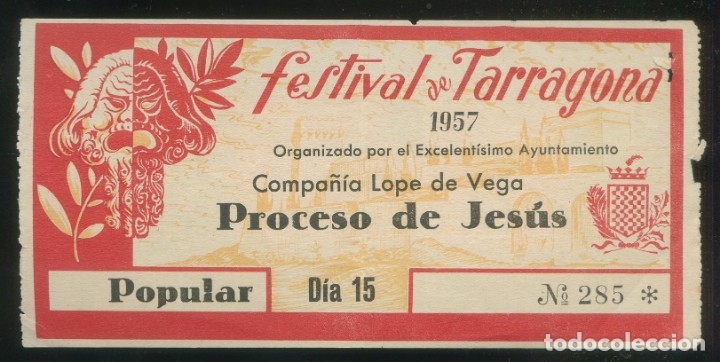 festival de Tarragona
1957
Organizado por el Excelentísimo Ayuntamiento
Compañía Lope de Vega
Proceso de Jesús
Popular
Día 15
Nº 285 *
todocoleccion